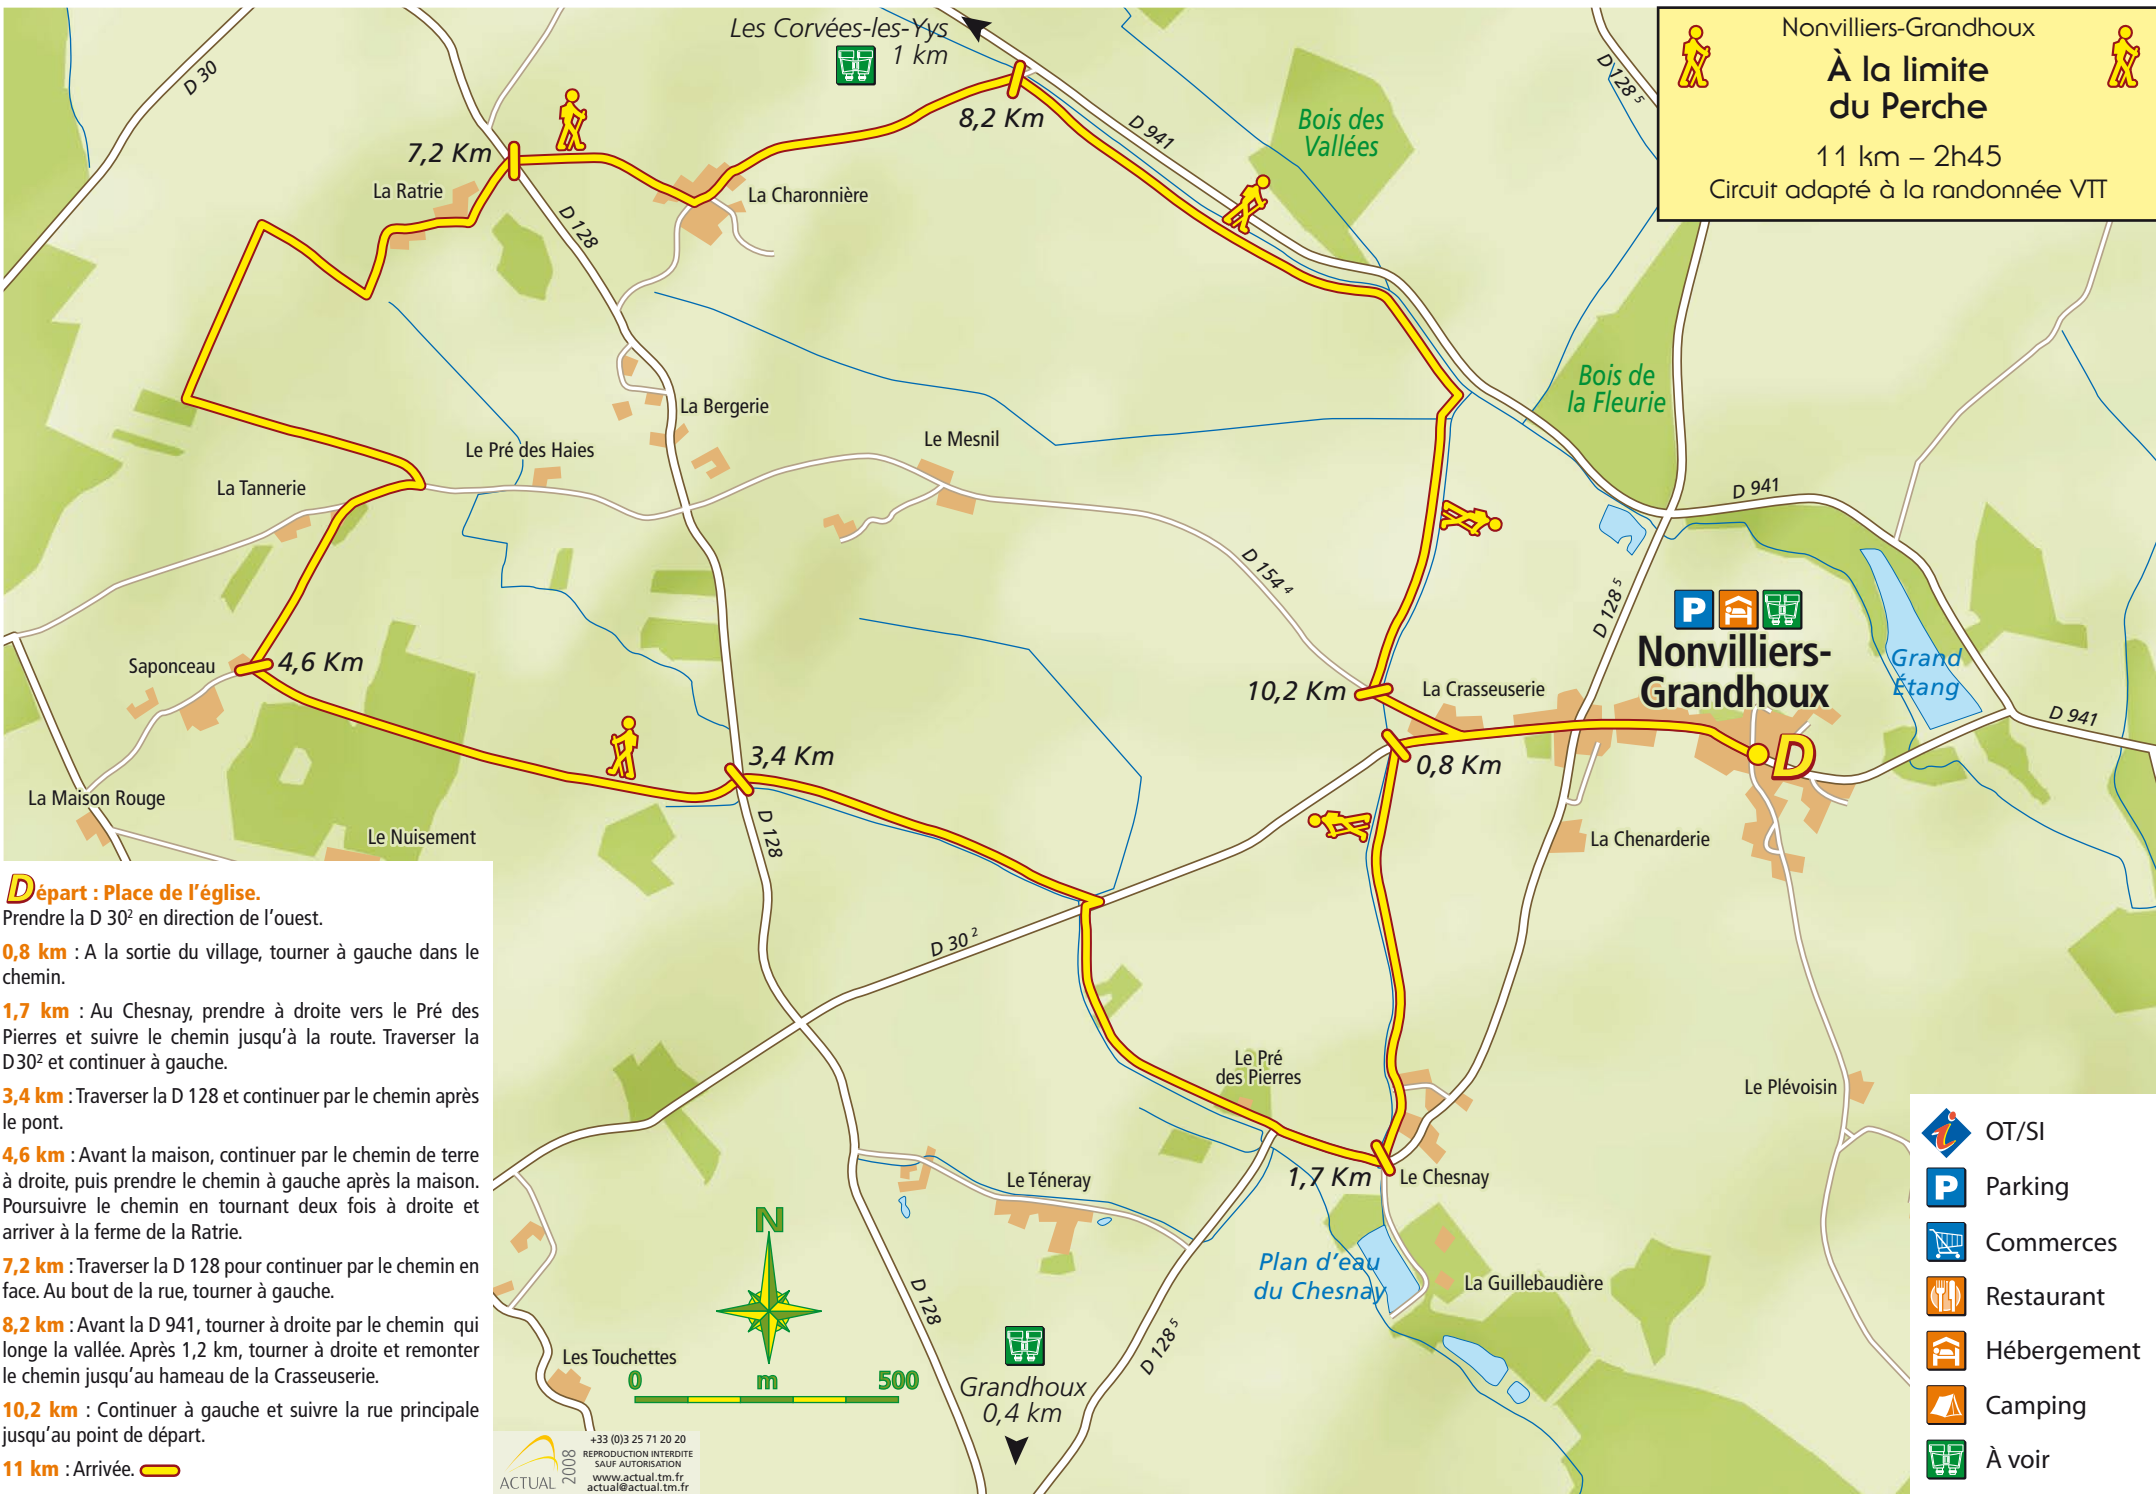 Nonvilliers-Grandhoux
À la limite
du Perche
11 km – 2h45
Circuit adapté à la randonnée VTT
Les Corvées-les-Yys
1 km
D 30
D 128⁵
D 941
8,2 Km
Bois des
Vallées
7,2 Km
La Ratrie
La Charonnière
D 128
Bois de
la Fleurie
La Bergerie
Le Pré des Haies
Le Mesnil
La Tannerie
D 941
D 154⁴
D 128⁵
P
Nonvilliers-
Grandhoux
Grand
Étang
Saponceau
4,6 Km
10,2 Km
La Crasseuserie
D 941
3,4 Km
0,8 Km
D
La Maison Rouge
Le Nuisement
D 128
La Chenarderie
D 30²
Le Pré
des Pierres
Le Plévoisin
Le Téneray
1,7 Km
Le Chesnay
Plan d'eau
du Chesnay
La Guillebaudière
D 128
D 128⁵
Les Touchettes
N
0 m 500
Grandhoux
0,4 km
Départ : Place de l'église.
Prendre la D 30² en direction de l'ouest.
0,8 km : A la sortie du village, tourner à gauche dans le
chemin.
1,7 km : Au Chesnay, prendre à droite vers le Pré des
Pierres et suivre le chemin jusqu'à la route. Traverser la
D30² et continuer à gauche.
3,4 km : Traverser la D 128 et continuer par le chemin après
le pont.
4,6 km : Avant la maison, continuer par le chemin de terre
à droite, puis prendre le chemin à gauche après la maison.
Poursuivre le chemin en tournant deux fois à droite et
arriver à la ferme de la Ratrie.
7,2 km : Traverser la D 128 pour continuer par le chemin en
face. Au bout de la rue, tourner à gauche.
8,2 km : Avant la D 941, tourner à droite par le chemin qui
longe la vallée. Après 1,2 km, tourner à droite et remonter
le chemin jusqu'au hameau de la Crasseuserie.
10,2 km : Continuer à gauche et suivre la rue principale
jusqu'au point de départ.
11 km : Arrivée.
ACTUAL
2008
+33 (0)3 25 71 20 20
REPRODUCTION INTERDITE
SAUF AUTORISATION
www.actual.tm.fr
actual@actual.tm.fr
i OT/SI
P Parking
Commerces
Restaurant
Hébergement
Camping
À voir